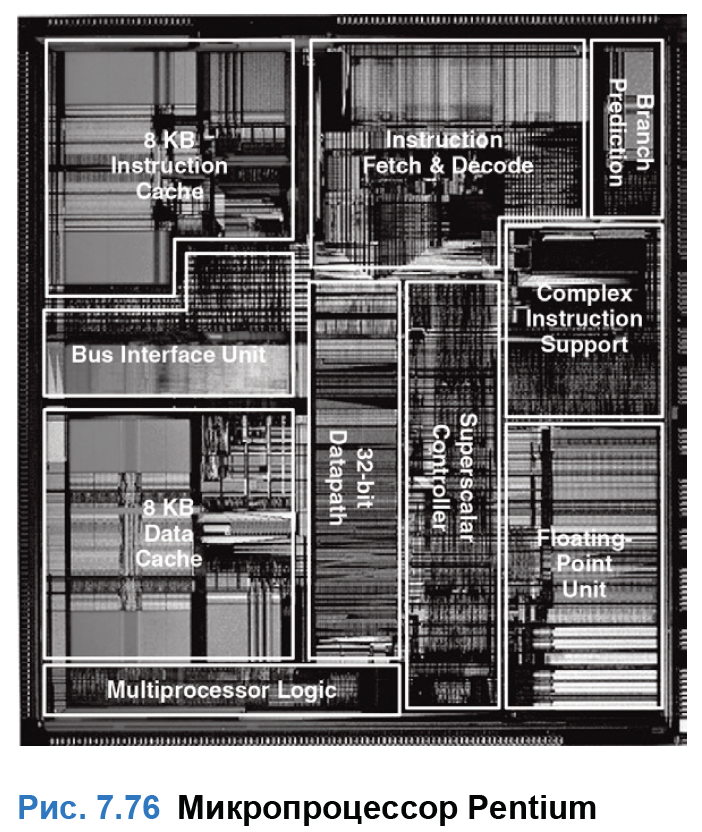 8 KB
Instruction
Cache
Instruction
Fetch & Decode
Branch
Prediction
Complex
Instruction
Support
Bus Interface Unit
8 KB
Data
Cache
32-bit
Datapath
Superscalar
Controller
Floating-
Point
Unit
Multiprocessor Logic
Рис. 7.76 Микропроцессор Pentium